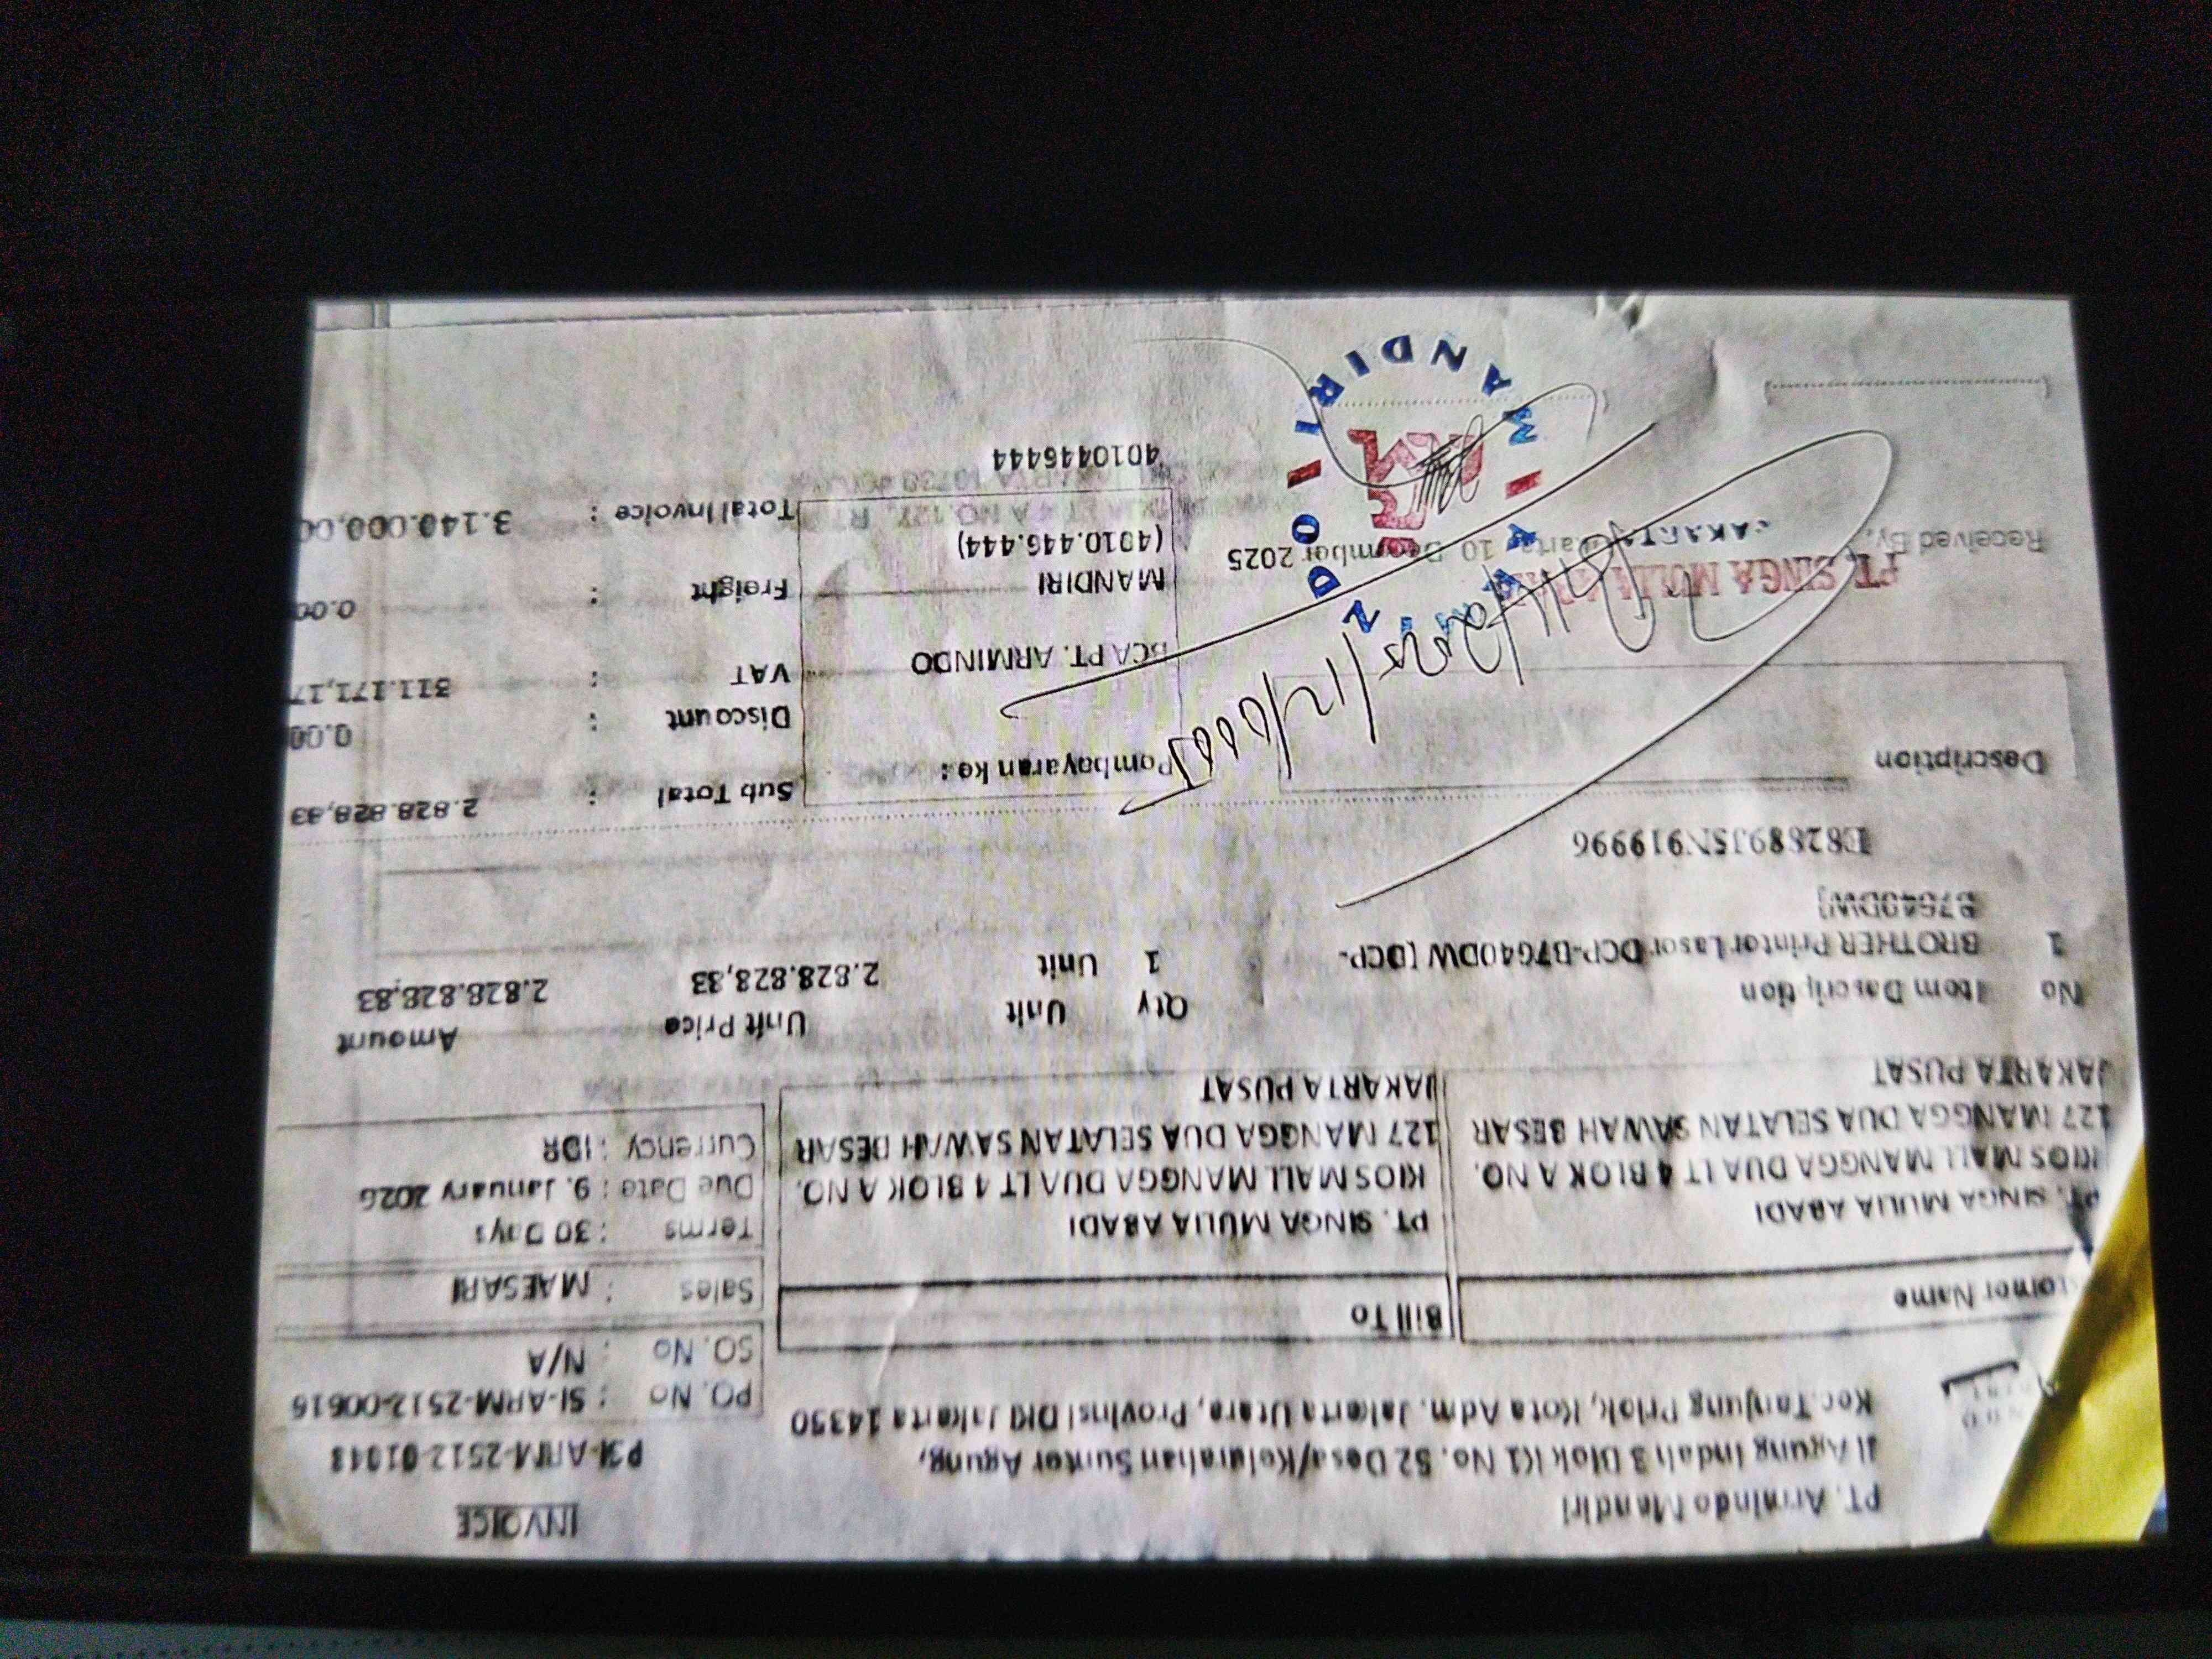 PT. Armindo Mandiri
Jl Agung Indah 3 Blok K1 No. 52 Desa/Kelurahan Sunter Agung,
Kec. Tanjung Priok, Kota Adm. Jakarta Utara, Provinsi DKI Jakarta 14350
INVOICE
PO. No : SI-ARM-2512-00616
SO. No : N/A
Sales : MAESARI
Terms : 30 Days
Due Date : 9. January 2026
Currency : IDR
Customer Name
PT. SINGA MULIA ABADI
KIOS MALL MANGGA DUA LT 4 BLOK A NO.
127 MANGGA DUA SELATAN SAWAH BESAR
JAKARTA PUSAT
Bill To
PT. SINGA MULIA ABADI
KIOS MALL MANGGA DUA LT 4 BLOK A NO.
127 MANGGA DUA SELATAN SAWAH BESAR
JAKARTA PUSAT
No Item Description Qty Unit Unit Price Amount
1 BROTHER Printer Laser DCP-B7640DW [DCP- 1 Unit 2.828.828,83 2.828.828,83
B7640DW]
E82889J5N919996
Description
Pembayaran ke :
BCA PT. ARMINDO
MANDIRI
(4010.446.444)
4010446444
Sub Total : 2.828.828,83
Discount : 0.00
VAT : 311.171,17
Freight : 0.00
Total Invoice : 3.140.000,00
Received By,
Jakarta, 10 December 2025
PT. SINGA MULIA ABADI
JAKARTA
MANDIRI